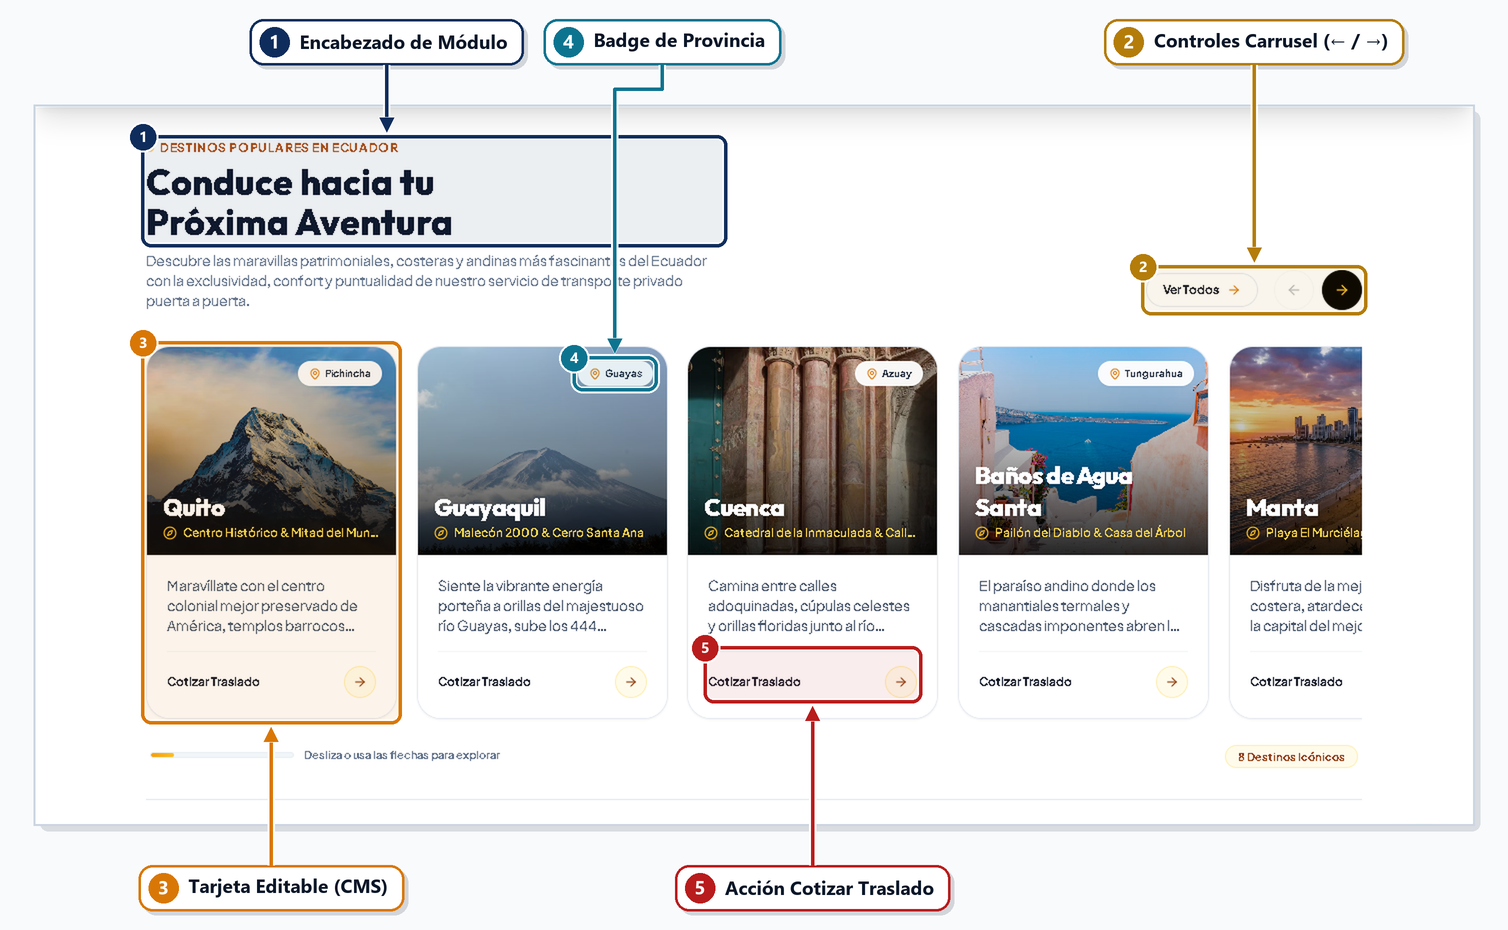 1 Encabezado de Módulo
4 Badge de Provincia
2 Controles Carrusel (← / →)
1
DESTINOS POPULARES EN ECUADOR
Conduce hacia tu
Próxima Aventura
Descubre las maravillas patrimoniales, costeras y andinas más fascinantes del Ecuador
con la exclusividad, confort y puntualidad de nuestro servicio de transporte privado
puerta a puerta.
2
Ver Todos → ← →
3
Pichincha
Quito
Centro Histórico & Mitad del Mun...
Maravíllate con el centro
colonial mejor preservado de
América, templos barrocos...
Cotizar Traslado →
4
Guayas
Guayaquil
Malecón 2000 & Cerro Santa Ana
Siente la vibrante energía
porteña a orillas del majestuoso
río Guayas, sube los 444...
Cotizar Traslado →
Azuay
Cuenca
Catedral de la Inmaculada & Call...
Camina entre calles
adoquinadas, cúpulas celestes
y orillas floridas junto al río...
5
Cotizar Traslado →
Tungurahua
Baños de Agua
Santa
Pailón del Diablo & Casa del Árbol
El paraíso andino donde los
manantiales termales y
cascadas imponentes abren l...
Cotizar Traslado →
Manta
Playa El Murciélag
Disfruta de la mej
costera, atardece
la capital del mejo
Cotizar Traslado
Desliza o usa las flechas para explorar
8 Destinos Icónicos
3 Tarjeta Editable (CMS)
5 Acción Cotizar Traslado